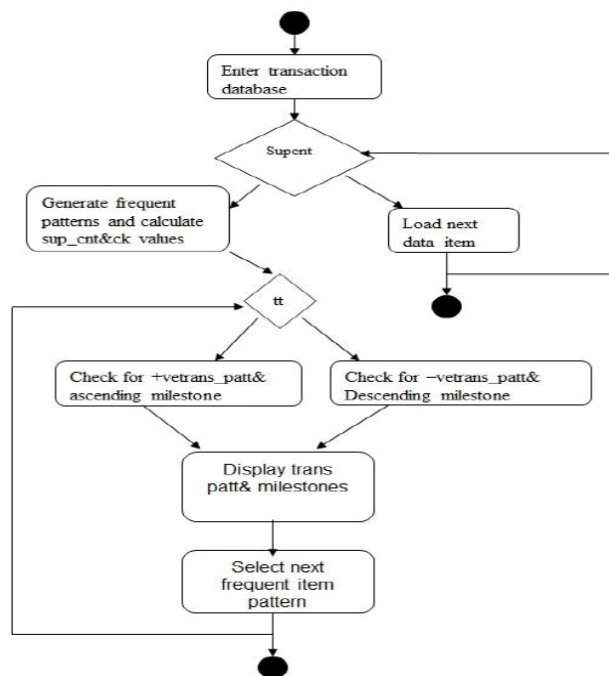 Enter transaction
database
Supcnt
Generate frequent
patterns and calculate
sup_cnt&ck values
Load next
data item
tt
Check for +vetrans_patt&
ascending milestone
Check for –vetrans_patt&
Descending milestone
Display trans
patt& milestones
Select next
frequent item
pattern